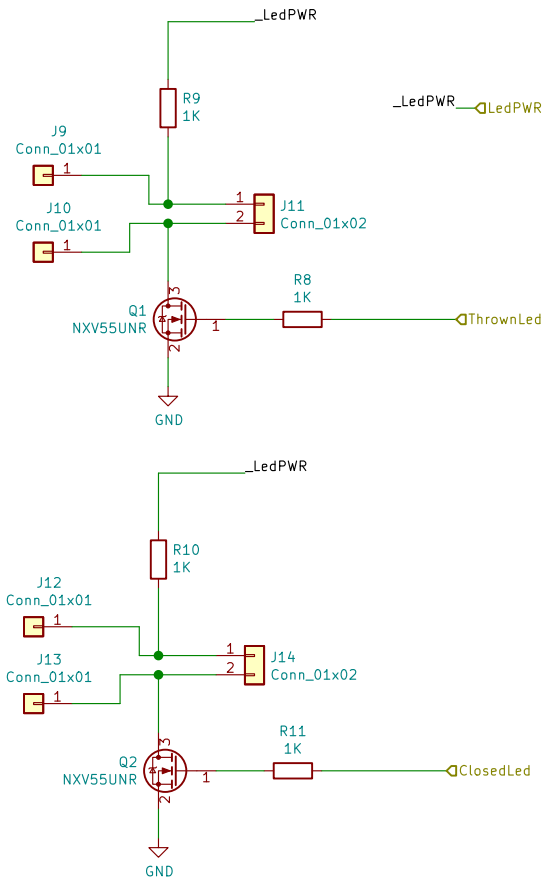 _LedPWR
R9
1K
_LedPWR
LedPWR
J9
Conn_01x01
1
J10
Conn_01x01
1
1
2
J11
Conn_01x02
3
Q1
NXV55UNR
1
2
R8
1K
ThrownLed
GND
_LedPWR
R10
1K
J12
Conn_01x01
1
J13
Conn_01x01
1
1
2
J14
Conn_01x02
3
Q2
NXV55UNR
1
2
R11
1K
ClosedLed
GND